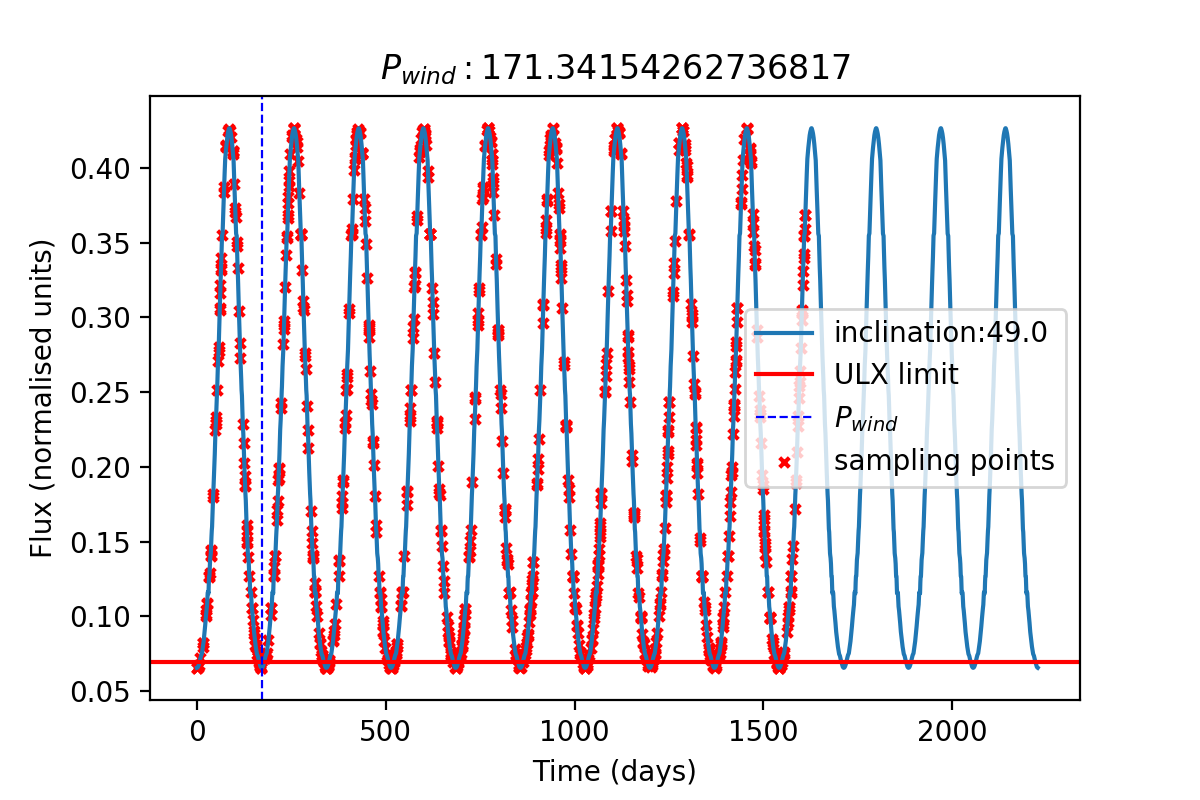 P_wind : 171.34154262736817
Flux (normalised units)
0.40
0.35
0.30
0.25
0.20
0.15
0.10
0.05
inclination:49.0
ULX limit
P_wind
sampling points
0 500 1000 1500 2000
Time (days)